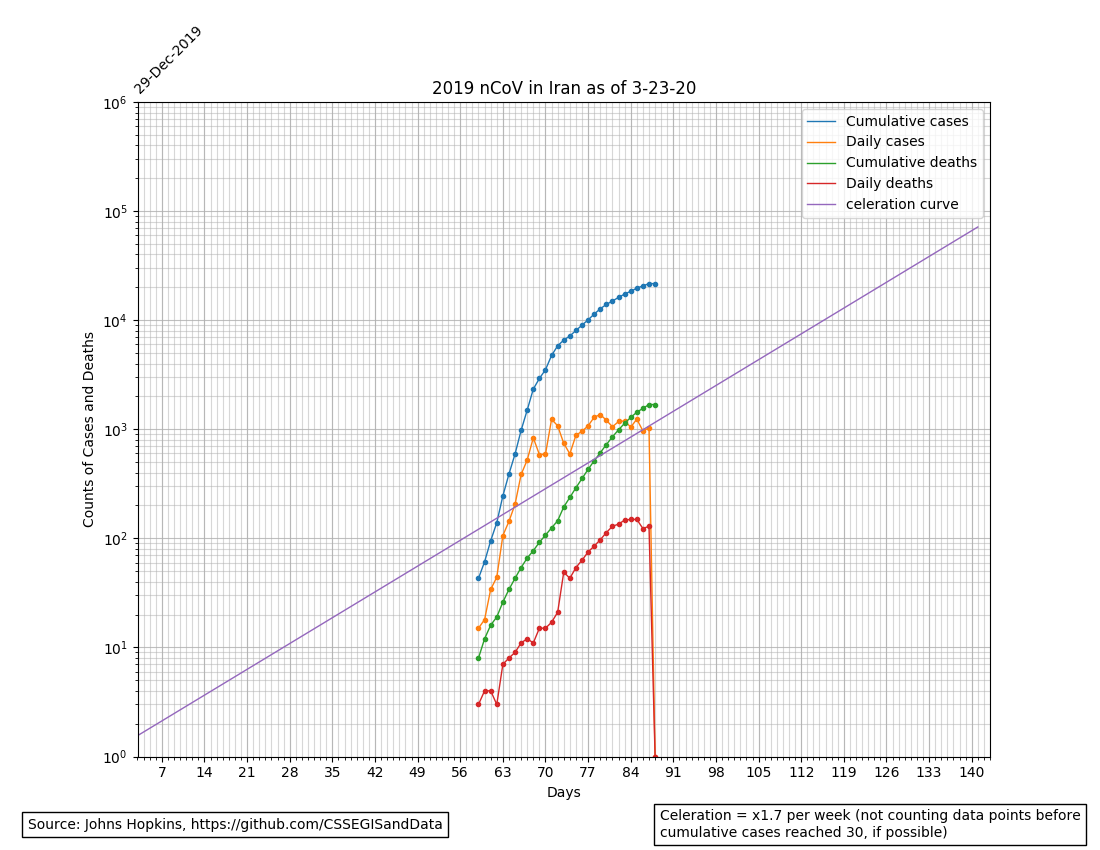 29-Dec-2019
2019 nCoV in Iran as of 3-23-20
Cumulative cases
Daily cases
Cumulative deaths
Daily deaths
celeration curve
10^6
10^5
10^4
10^3
10^2
10^1
10^0
Counts of Cases and Deaths
7 14 21 28 35 42 49 56 63 70 77 84 91 98 105 112 119 126 133 140
Days
Source: Johns Hopkins, https://github.com/CSSEGISandData
Celeration = x1.7 per week (not counting data points before
cumulative cases reached 30, if possible)